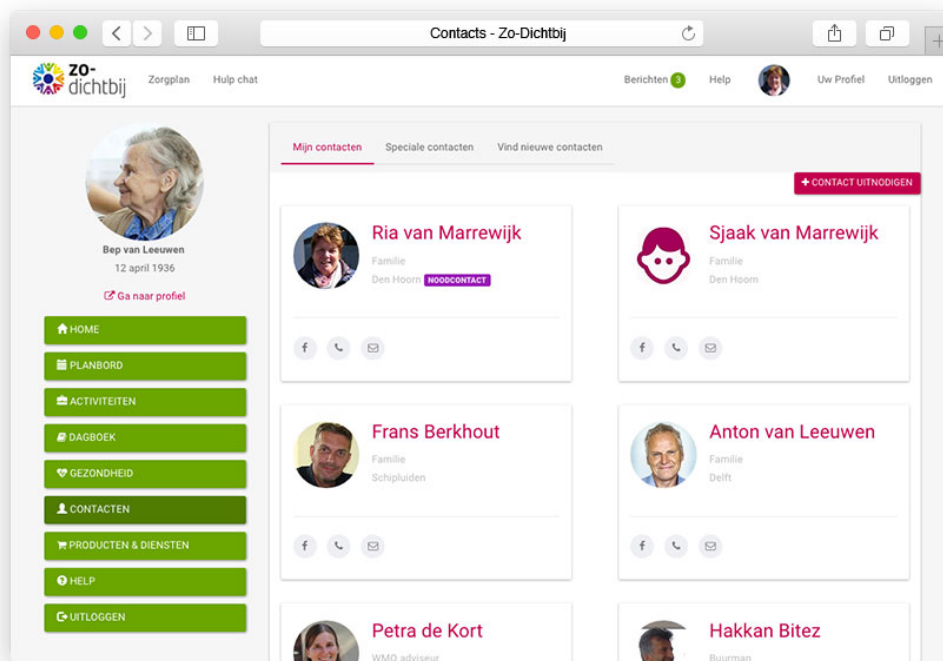 Contacts - Zo-Dichtbij
zo-
dichtbij
Zorgplan
Hulp chat
Berichten 3
Help
Uw Profiel
Uitloggen
Bep van Leeuwen
12 april 1936
Ga naar profiel
HOME
PLANBORD
ACTIVITEITEN
DAGBOEK
GEZONDHEID
CONTACTEN
PRODUCTEN & DIENSTEN
HELP
UITLOGGEN
Mijn contacten
Speciale contacten
Vind nieuwe contacten
+ CONTACT UITNODIGEN
Ria van Marrewijk
Familie
Den Hoorn NOODCONTACT
Sjaak van Marrewijk
Familie
Den Hoorn
Frans Berkhout
Familie
Schipluiden
Anton van Leeuwen
Familie
Delft
Petra de Kort
WMO adviseur
Hakkan Bitez
Buurman